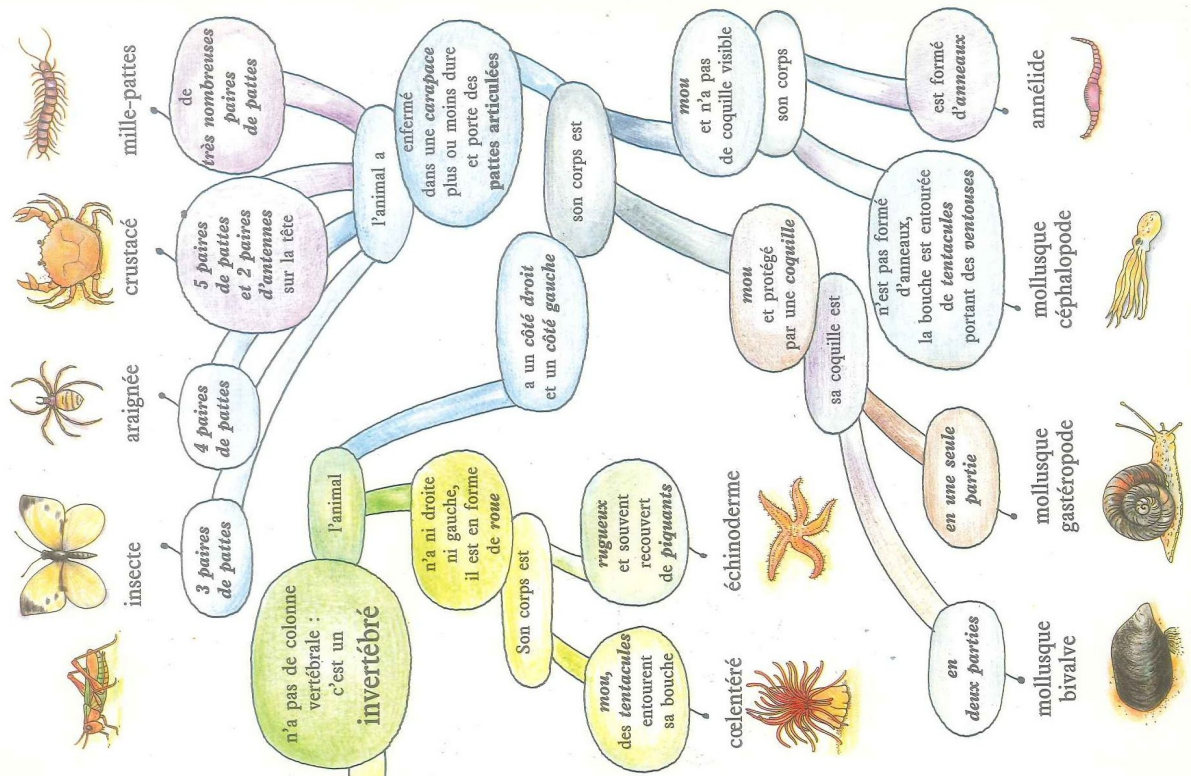 n'a pas de colonne
vertébrale :
c'est un
invertébré
l'animal
n'a ni droite
ni gauche,
il est en forme
de roue
Son corps est
mou,
des tentacules
entourent
sa bouche
cœlentéré
rugueux
et souvent
recouvert
de piquants
échinoderme
a un côté droit
et un côté gauche
son corps est
enfermé
dans une carapace
plus ou moins dure
et porte des
pattes articulées
l'animal a
3 paires
de pattes
insecte
4 paires
de pattes
araignée
5 paires
de pattes
et 2 paires
d'antennes
sur la tête
crustacé
de
très nombreuses
paires
de pattes
mille-pattes
mou
et protégé
par une coquille
sa coquille est
en
deux parties
mollusque
bivalve
en une seule
partie
mollusque
gastéropode
mou
et n'a pas
de coquille visible
son corps
n'est pas formé
d'anneaux,
la bouche est entourée
de tentacules
portant des ventouses
mollusque
céphalopode
est formé
d'anneaux
annélide